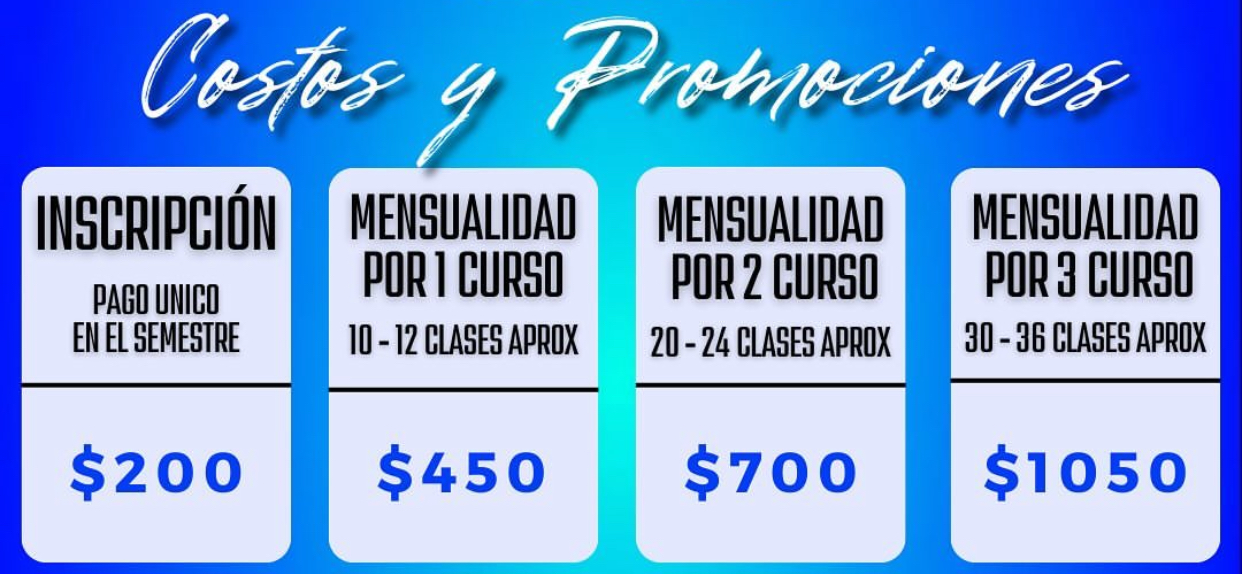 Costos y Promociones
INSCRIPCIÓN
PAGO UNICO
EN EL SEMESTRE
$200
MENSUALIDAD
POR 1 CURSO
10 - 12 CLASES APROX
$450
MENSUALIDAD
POR 2 CURSO
20 - 24 CLASES APROX
$700
MENSUALIDAD
POR 3 CURSO
30 - 36 CLASES APROX
$1050